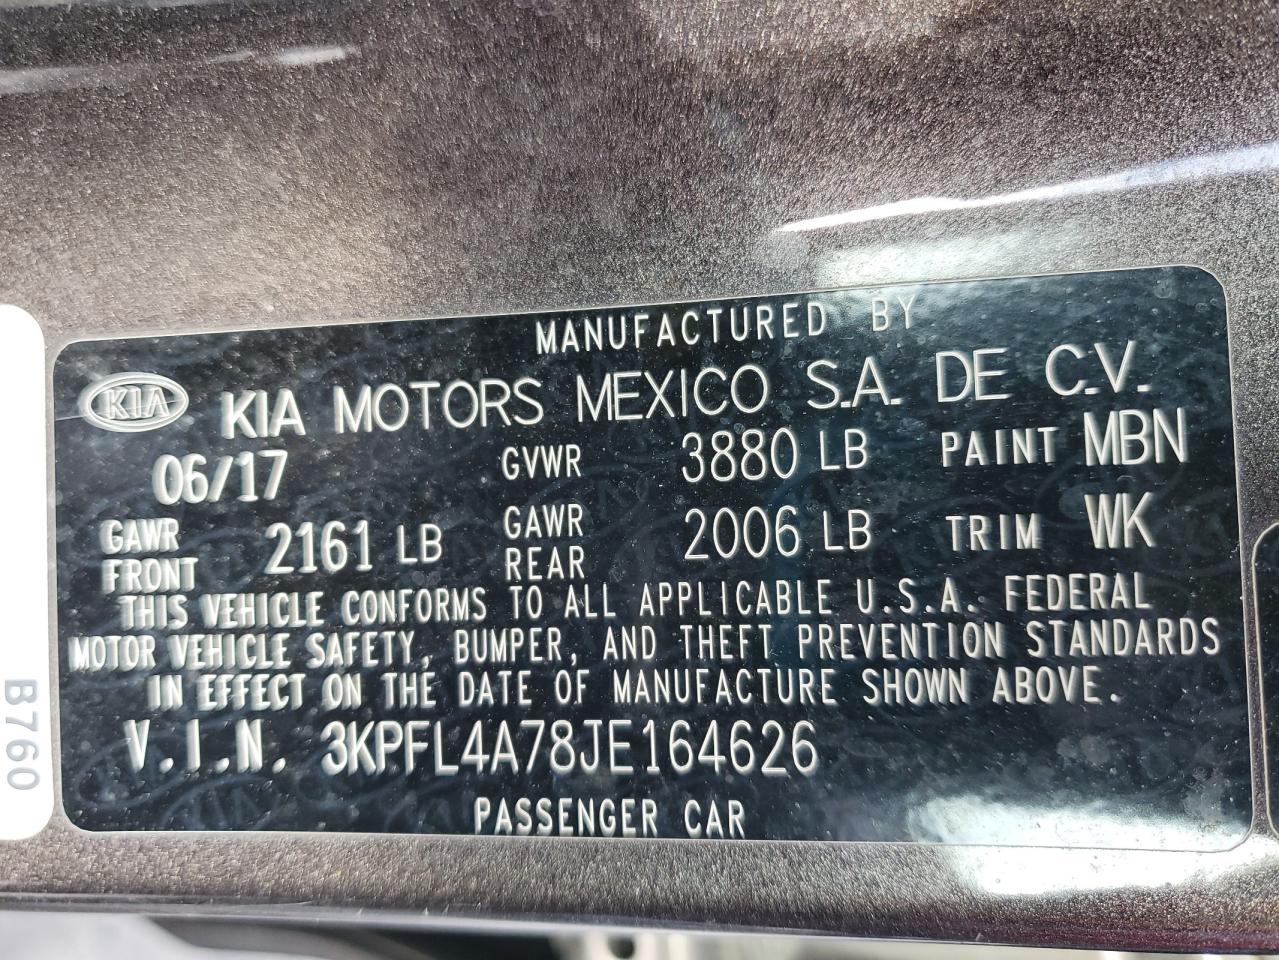 MANUFACTURED BY
KIA KIA MOTORS MEXICO S.A. DE C.V.
06/17 GVWR 3880 LB PAINT MBN
GAWR FRONT 2161 LB GAWR REAR 2006 LB TRIM WK
THIS VEHICLE CONFORMS TO ALL APPLICABLE U.S.A. FEDERAL
MOTOR VEHICLE SAFETY, BUMPER, AND THEFT PREVENTION STANDARDS
IN EFFECT ON THE DATE OF MANUFACTURE SHOWN ABOVE.
V.I.N. 3KPFL4A78JE164626
PASSENGER CAR
B760